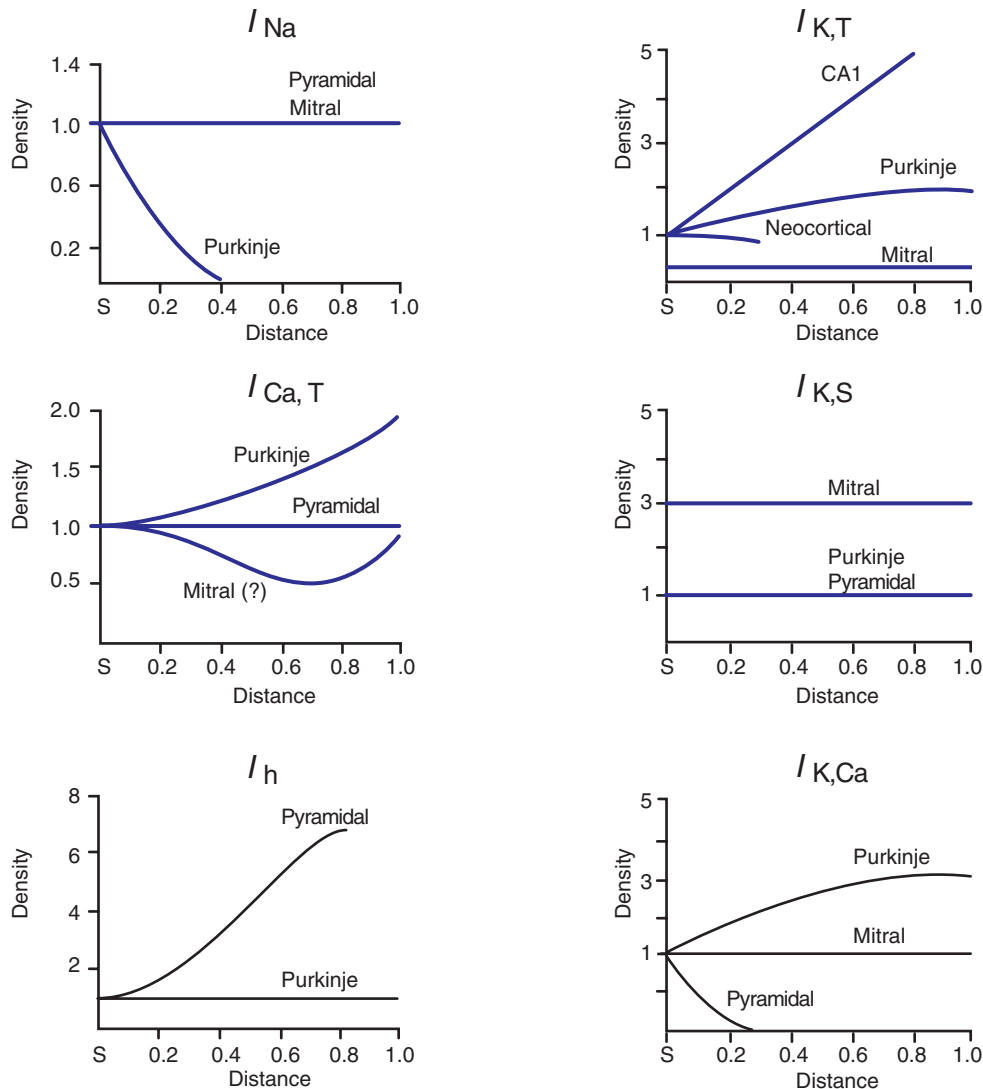 I Na
1.4
1.0
0.6
0.2
Density
Pyramidal
Mitral
Purkinje
S 0.2 0.4 0.6 0.8 1.0
Distance
I K,T
5
3
1
Density
CA1
Purkinje
Neocortical
Mitral
S 0.2 0.4 0.6 0.8 1.0
Distance
I Ca, T
2.0
1.5
1.0
0.5
Density
Purkinje
Pyramidal
Mitral (?)
S 0.2 0.4 0.6 0.8 1.0
Distance
I K,S
5
3
1
Density
Mitral
Purkinje
Pyramidal
S 0.2 0.4 0.6 0.8 1.0
Distance
I h
8
6
4
2
Density
Pyramidal
Purkinje
S 0.2 0.4 0.6 0.8 1.0
Distance
I K,Ca
5
3
1
Density
Purkinje
Mitral
Pyramidal
S 0.2 0.4 0.6 0.8 1.0
Distance